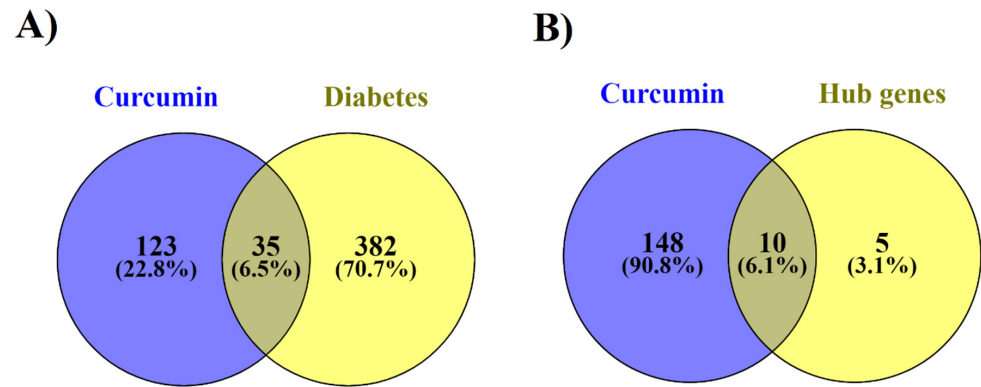 A)
B)
Curcumin Diabetes
Curcumin Hub genes
123 35 382
(22.8%) (6.5%) (70.7%)
148 10 5
(90.8%) (6.1%) (3.1%)